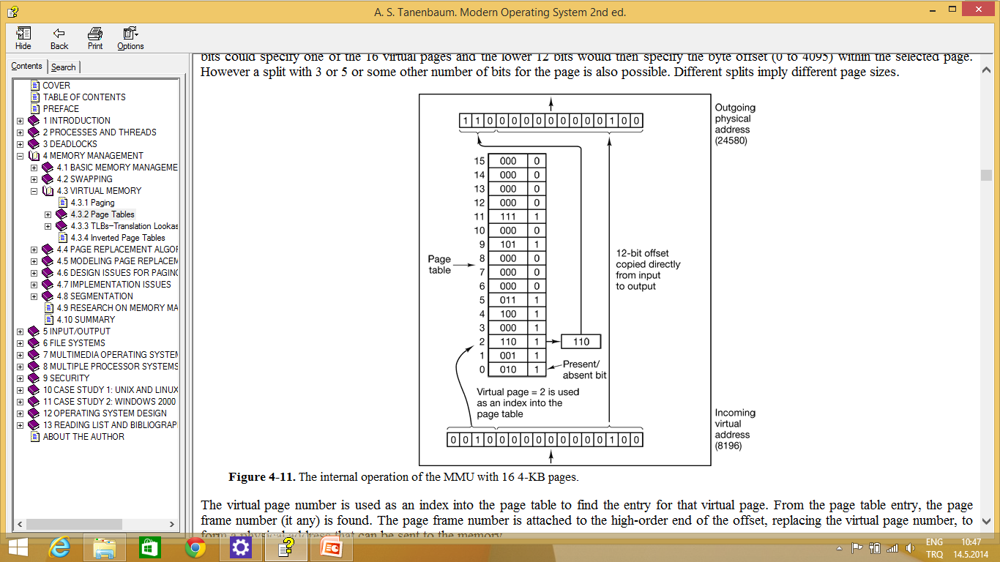 A. S. Tanenbaum. Modern Operating System 2nd ed.
Hide Back Print Options
Contents Search
COVER
TABLE OF CONTENTS
PREFACE
1 INTRODUCTION
2 PROCESSES AND THREADS
3 DEADLOCKS
4 MEMORY MANAGEMENT
4.1 BASIC MEMORY MANAGEME
4.2 SWAPPING
4.3 VIRTUAL MEMORY
4.3.1 Paging
4.3.2 Page Tables
4.3.3 TLBs−Translation Lookas
4.3.4 Inverted Page Tables
4.4 PAGE REPLACEMENT ALGOF
4.5 MODELING PAGE REPLACEM
4.6 DESIGN ISSUES FOR PAGING
4.7 IMPLEMENTATION ISSUES
4.8 SEGMENTATION
4.9 RESEARCH ON MEMORY MA
4.10 SUMMARY
5 INPUT/OUTPUT
6 FILE SYSTEMS
7 MULTIMEDIA OPERATING SYSTEM
8 MULTIPLE PROCESSOR SYSTEMS
9 SECURITY
10 CASE STUDY 1: UNIX AND LINUX
11 CASE STUDY 2: WINDOWS 2000
12 OPERATING SYSTEM DESIGN
13 READING LIST AND BIBLIOGRAP
ABOUT THE AUTHOR
bits could specify one of the 16 virtual pages and the lower 12 bits would then specify the byte offset (0 to 4095) within the selected page.
However a split with 3 or 5 or some other number of bits for the page is also possible. Different splits imply different page sizes.
1 1 0 0 0 0 0 0 0 0 0 0 1 0 0
Outgoing
physical
address
(24580)
15 000 0
14 000 0
13 000 0
12 000 0
11 111 1
10 000 0
9 101 1
8 000 0
7 000 0
6 000 0
5 011 1
4 100 1
3 000 1
2 110 1 110
1 001 1
0 010 1
Page
table
12-bit offset
copied directly
from input
to output
Present/
absent bit
Virtual page = 2 is used
as an index into the
page table
0 0 1 0 0 0 0 0 0 0 0 0 0 1 0 0
Incoming
virtual
address
(8196)
Figure 4-11. The internal operation of the MMU with 16 4-KB pages.
The virtual page number is used as an index into the page table to find the entry for that virtual page. From the page table entry, the page
frame number (it any) is found. The page frame number is attached to the high-order end of the offset, replacing the virtual page number, to
form a physical address that can be sent to the memory.
ENG 10:47
TRQ 14.5.2014